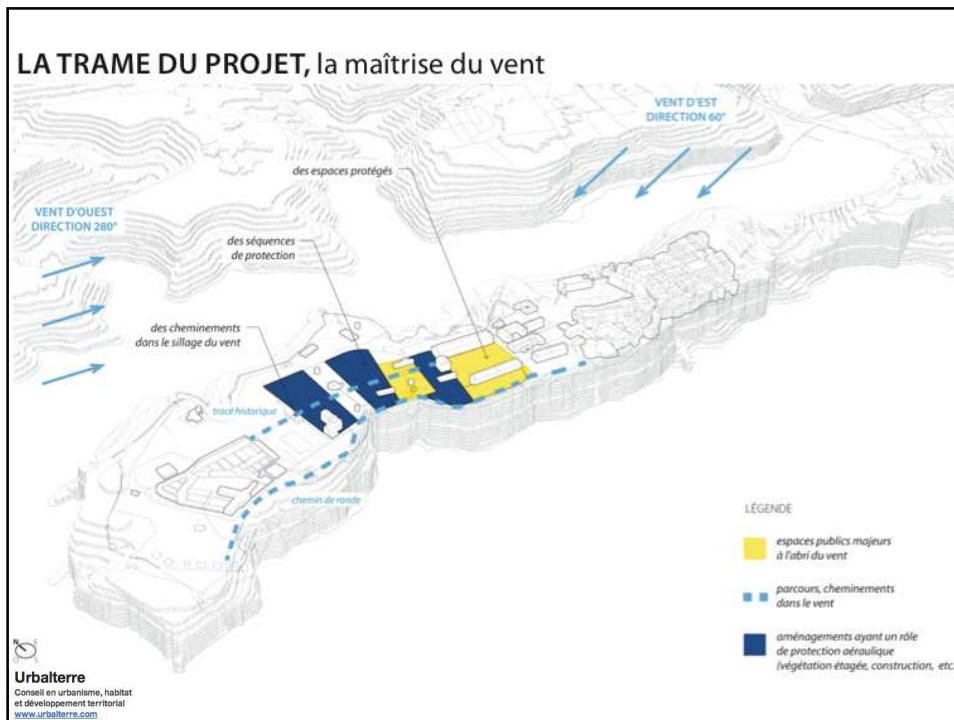 LA TRAME DU PROJET, la maîtrise du vent
VENT D'EST
DIRECTION 60°
des espaces protégés
VENT D'OUEST
DIRECTION 280°
des séquences
de protection
des cheminements
dans le sillage du vent
tracé historique
chemin de ronde
LÉGENDE
espaces publics majeurs
à l'abri du vent
parcours, cheminements
dans le vent
aménagements ayant un rôle
de protection aéraulique
(végétation étagée, construction, etc.
N E
O S
Urbalterre
Conseil en urbanisme, habitat
et développement territorial
www.urbalterre.com